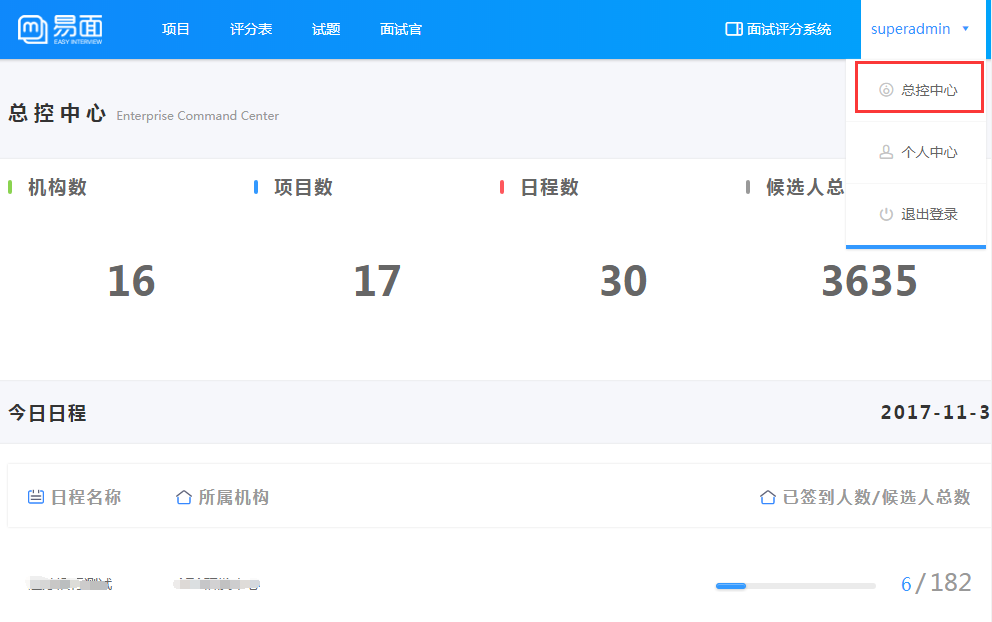 易面 EASY INTERVIEW 项目 评分表 试题 面试官 面试评分系统 superadmin
总控中心
个人中心
退出登录
总控中心 Enterprise Command Center
机构数 项目数 日程数 候选人总
16 17 30 3635
今日日程 2017-11-3
日程名称 所属机构 已签到人数/候选人总数
6/182